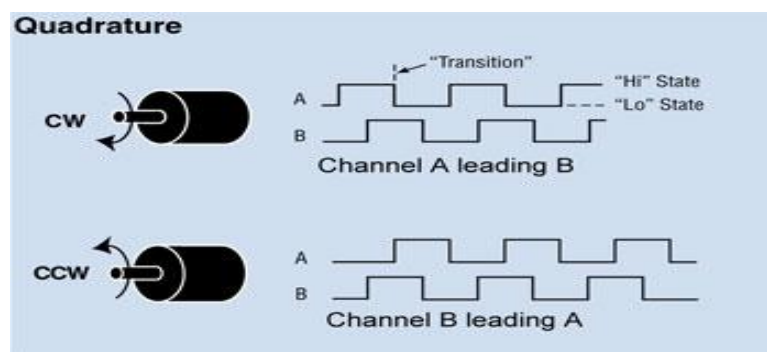 Quadrature
"Transition"
A
"Hi" State
"Lo" State
CW
B
Channel A leading B
A
CCW
B
Channel B leading A